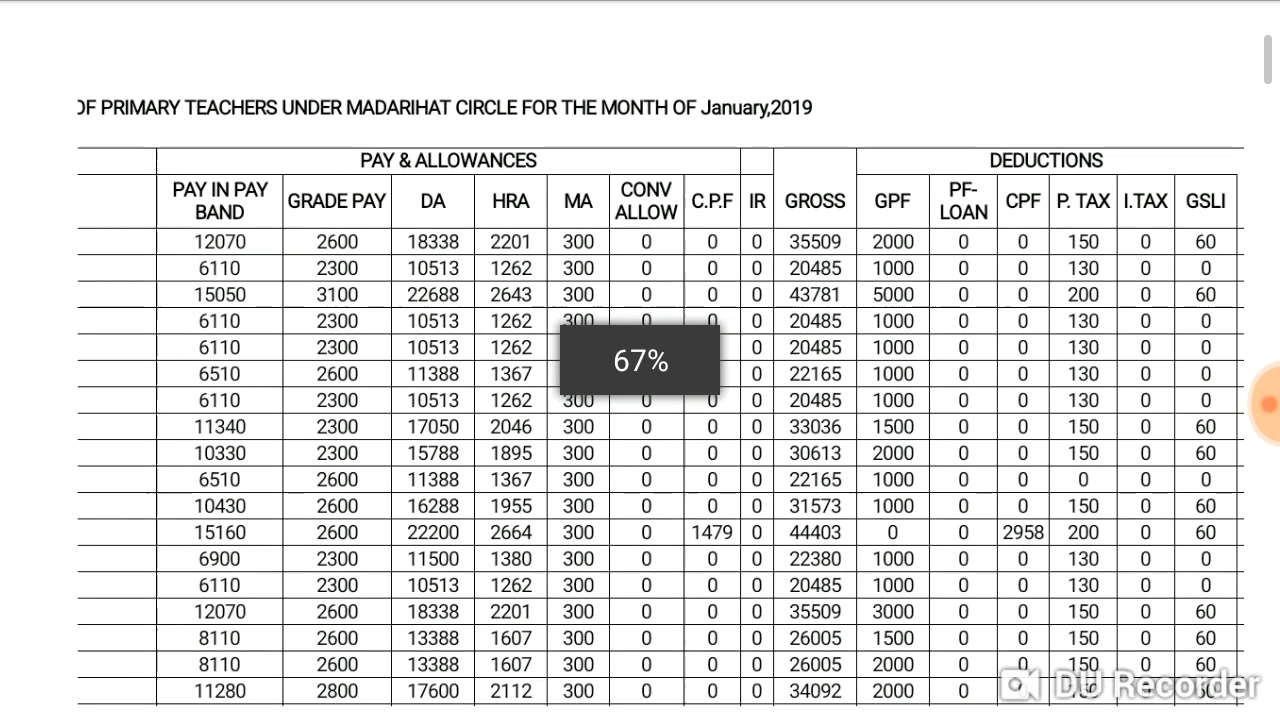 OF PRIMARY TEACHERS UNDER MADARIHAT CIRCLE FOR THE MONTH OF January,2019
PAY & ALLOWANCES DEDUCTIONS
PAY IN PAY BAND GRADE PAY DA HRA MA CONV ALLOW C.P.F IR GROSS GPF PF-LOAN CPF P. TAX I.TAX GSLI
12070 2600 18338 2201 300 0 0 0 35509 2000 0 0 150 0 60
6110 2300 10513 1262 300 0 0 0 20485 1000 0 0 130 0 0
15050 3100 22688 2643 300 0 0 0 43781 5000 0 0 200 0 60
6110 2300 10513 1262 300 0 0 0 20485 1000 0 0 130 0 0
6110 2300 10513 1262 0 20485 1000 0 0 130 0 0
67%
6510 2600 11388 1367 0 22165 1000 0 0 130 0 0
6110 2300 10513 1262 300 0 0 0 20485 1000 0 0 130 0 0
11340 2300 17050 2046 300 0 0 0 33036 1500 0 0 150 0 60
10330 2300 15788 1895 300 0 0 0 30613 2000 0 0 150 0 60
6510 2600 11388 1367 300 0 0 0 22165 1000 0 0 0 0 0
10430 2600 16288 1955 300 0 0 0 31573 1000 0 0 150 0 60
15160 2600 22200 2664 300 0 1479 0 44403 0 0 2958 200 0 60
6900 2300 11500 1380 300 0 0 0 22380 1000 0 0 130 0 0
6110 2300 10513 1262 300 0 0 0 20485 1000 0 0 130 0 0
12070 2600 18338 2201 300 0 0 0 35509 3000 0 0 150 0 60
8110 2600 13388 1607 300 0 0 0 26005 1500 0 0 150 0 60
8110 2600 13388 1607 300 0 0 0 26005 2000 0 0 150 0 60
11280 2800 17600 2112 300 0 0 0 34092 2000 0
DU Recorder